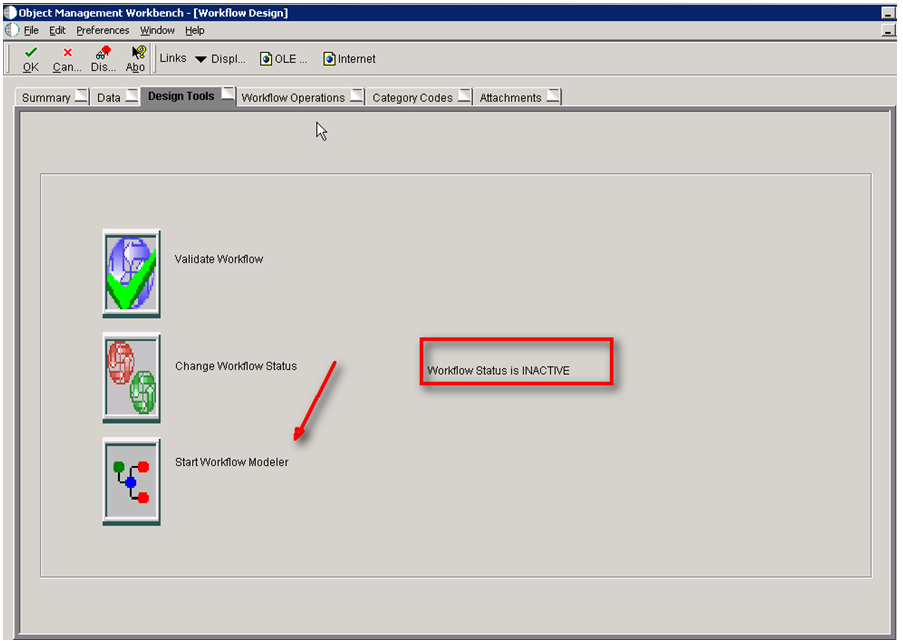 Object Management Workbench - [Workflow Design]
File Edit Preferences Window Help
OK Can... Dis... Abo Links Displ... OLE ... Internet
Summary Data Design Tools Workflow Operations Category Codes Attachments
Validate Workflow
Change Workflow Status
Workflow Status is INACTIVE
Start Workflow Modeler